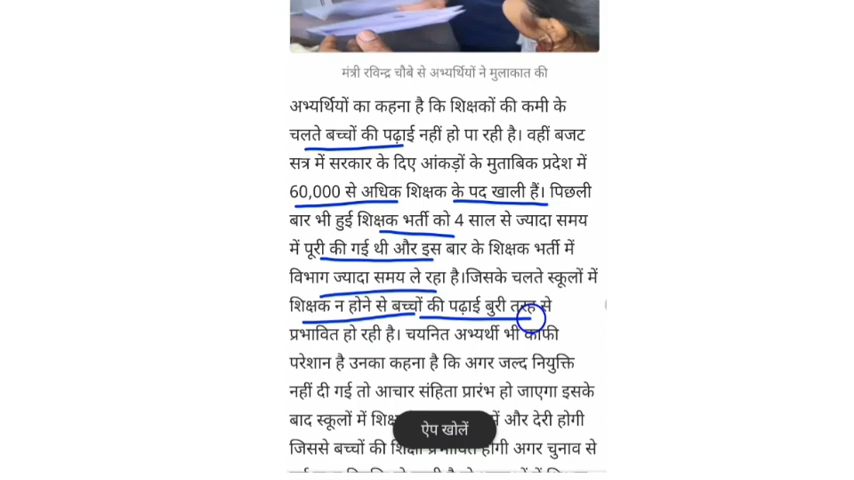 मंत्री रविन्द्र चौबे से अभ्यर्थियों ने मुलाकात की
अभ्यर्थियों का कहना है कि शिक्षकों की कमी के
चलते बच्चों की पढ़ाई नहीं हो पा रही है। वहीं बजट
सत्र में सरकार के दिए आंकड़ों के मुताबिक प्रदेश में
60,000 से अधिक शिक्षक के पद खाली हैं। पिछली
बार भी हुई शिक्षक भर्ती को 4 साल से ज्यादा समय
में पूरी की गई थी और इस बार के शिक्षक भर्ती में
विभाग ज्यादा समय ले रहा है।जिसके चलते स्कूलों में
शिक्षक न होने से बच्चों की पढ़ाई बुरी तरह से
प्रभावित हो रही है। चयनित अभ्यर्थी भी काफी
परेशान है उनका कहना है कि अगर जल्द नियुक्ति
नहीं दी गई तो आचार संहिता प्रारंभ हो जाएगा इसके
बाद स्कूलों में और देरी होगी
ऐप खोलें
जिससे बच्चों की शिक्षा प्रभावित होगी अगर चुनाव से